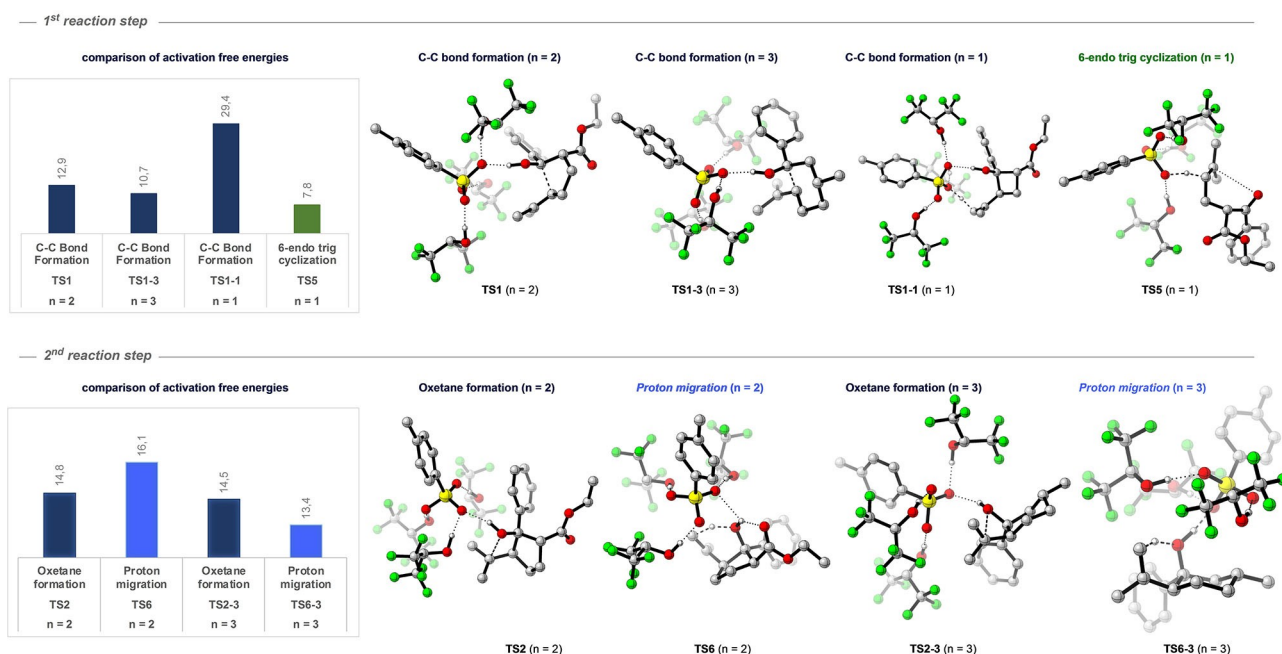 1st reaction step
comparison of activation free energies
C-C bond formation (n = 2)
C-C bond formation (n = 3)
C-C bond formation (n = 1)
6-endo trig cyclization (n = 1)
12,9
10,7
29,4
7,8
C-C Bond Formation
TS1
n = 2
C-C Bond Formation
TS1-3
n = 3
C-C Bond Formation
TS1-1
n = 1
6-endo trig cyclization
TS5
n = 1
TS1 (n = 2)
TS1-3 (n = 3)
TS1-1 (n = 1)
TS5 (n = 1)
2nd reaction step
comparison of activation free energies
Oxetane formation (n = 2)
Proton migration (n = 2)
Oxetane formation (n = 3)
Proton migration (n = 3)
14,8
16,1
14,5
13,4
Oxetane formation
TS2
n = 2
Proton migration
TS6
n = 2
Oxetane formation
TS2-3
n = 3
Proton migration
TS6-3
n = 3
TS2 (n = 2)
TS6 (n = 2)
TS2-3 (n = 3)
TS6-3 (n = 3)